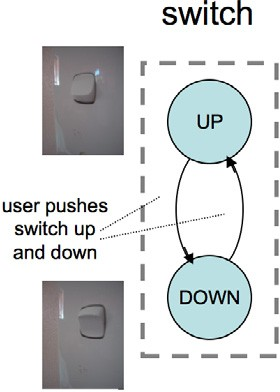 switch
UP
user pushes
switch up
and down
DOWN